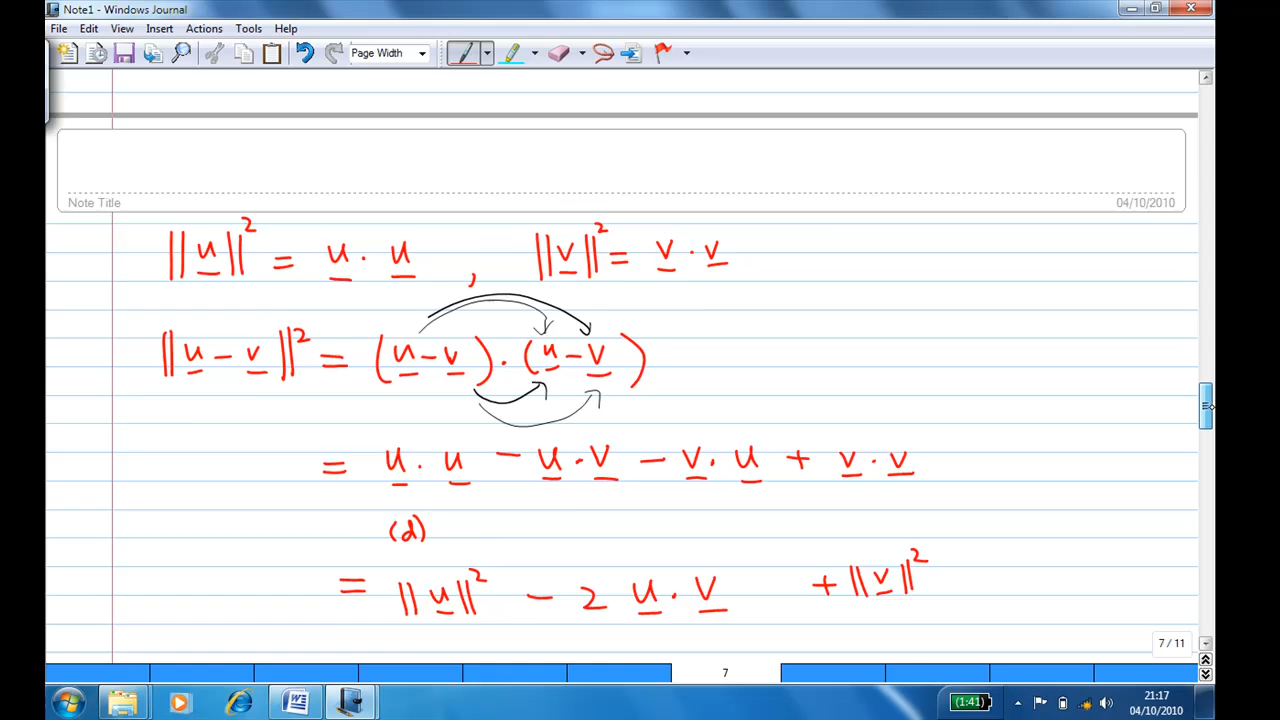 Note1 - Windows Journal
File Edit View Insert Actions Tools Help
Page Width
Note Title 04/10/2010
||u||² = u · u , ||v||² = v · v
||u - v||² = (u - v) · (u - v)
= u · u - u · v - v · u + v · v
(d)
= ||u||² - 2 u · v + ||v||²
7 / 11
7
(1:41) 21:17
04/10/2010